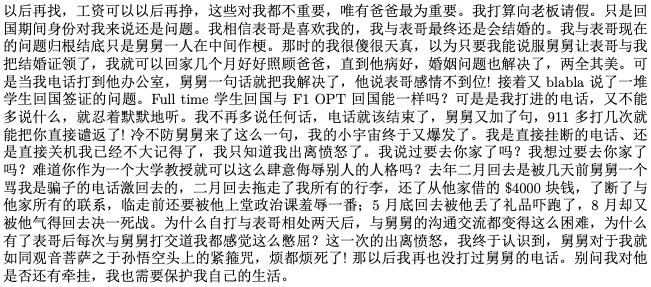 以后再找，工资可以以后再挣，这些对我都不重要，唯有爸爸最为重要。我打算向老板请假。只是回
国期间身份对我来说还是问题。我相信表哥是喜欢我的，我与表哥最终还是会结婚的。我与表哥现在
的问题归根结底只是舅舅一人在中间作梗。那时的我很傻很天真，以为只要我能说服舅舅让表哥与我
把结婚证领了，我就可以回家几个月好好照顾爸爸，直到他病好，婚姻问题也解决了，两全其美。可
是当我电话打到他办公室，舅舅一句话就把我解决了，他说表哥感情不到位! 接着又 blabla 说了一堆
学生回国签证的问题。Full time 学生回国与 F1 OPT 回国能一样吗？可是是我打进的电话，又不能
多说什么，就忍着默默地听。我不再多说任何话，电话就该结束了，舅舅又加了句，911 多打几次就
能把你直接谴返了! 冷不防舅舅来了这么一句，我的小宇宙终于又爆发了。我是直接挂断的电话、还
是直接关机我已经不大记得了，我只知道我出离愤怒了。我说过要去你家了吗？我想过要去你家了
吗？难道你作为一个大学教授就可以这么肆意侮辱别人的人格吗？去年二月回去是被几天前舅舅一个
骂我是骗子的电话激回去的，二月回去拖走了我所有的行李，还了从他家借的 $4000 块钱，了断了与
他家所有的联系，临走前还要被他上堂政治课羞辱一番；5 月底回去被他丢了礼品吓跑了，8 月却又
被他气得回去决一死战。为什么自打与表哥相处两天后，与舅舅的沟通交流都变得这么困难，为什么
有了表哥后每次与舅舅打交道我都感觉这么憋屈？这一次的出离愤怒，我终于认识到，舅舅对于我就
如同观音菩萨之于孙悟空头上的紧箍咒，烦都烦死了! 那以后我再也没打过舅舅的电话。别问我对他
是否还有牵挂，我也需要保护我自己的生活。